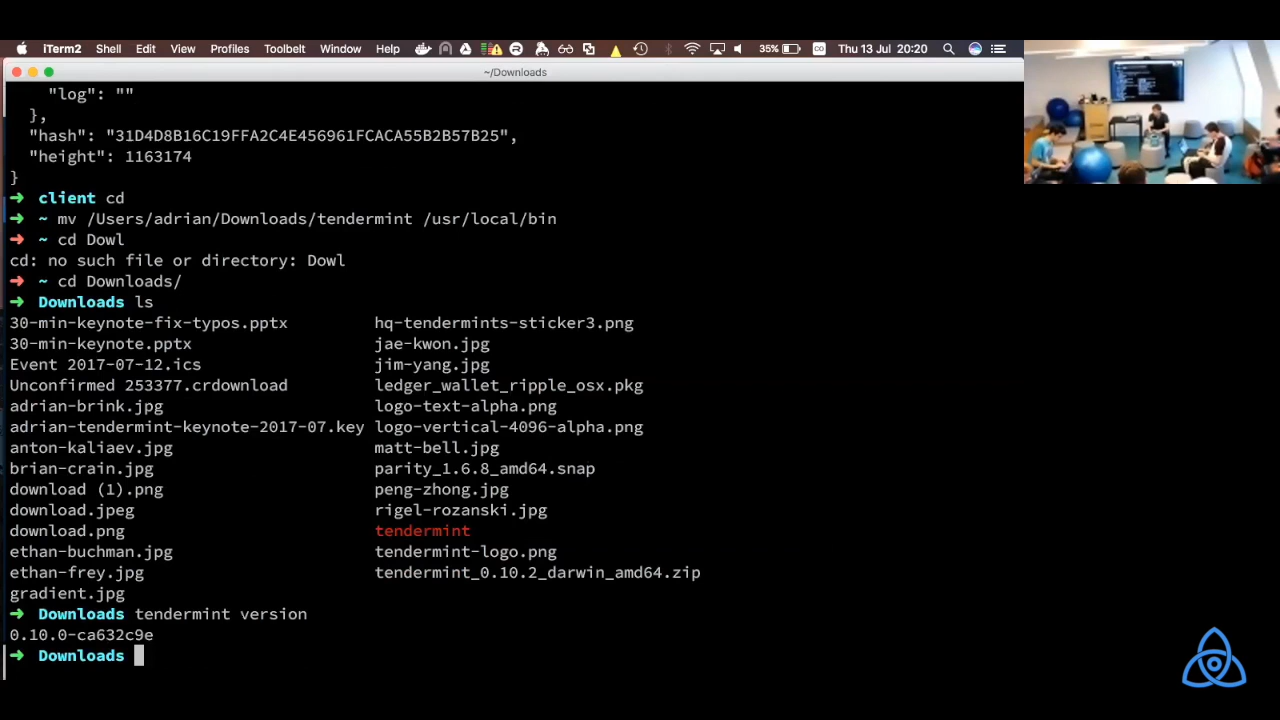 iTerm2 Shell Edit View Profiles Toolbelt Window Help 35% Thu 13 Jul 20:20
~/Downloads
"log": ""
},
"hash": "31D4D8B16C19FFA2C4E456961FCACA55B2B57B25",
"height": 1163174
}
➜ client cd
➜ ~ mv /Users/adrian/Downloads/tendermint /usr/local/bin
➜ ~ cd Dowl
cd: no such file or directory: Dowl
➜ ~ cd Downloads/
➜ Downloads ls
30-min-keynote-fix-typos.pptx hq-tendermints-sticker3.png
30-min-keynote.pptx jae-kwon.jpg
Event 2017-07-12.ics jim-yang.jpg
Unconfirmed 253377.crdownload ledger_wallet_ripple_osx.pkg
adrian-brink.jpg logo-text-alpha.png
adrian-tendermint-keynote-2017-07.key logo-vertical-4096-alpha.png
anton-kaliaev.jpg matt-bell.jpg
brian-crain.jpg parity_1.6.8_amd64.snap
download (1).png peng-zhong.jpg
download.jpeg rigel-rozanski.jpg
download.png tendermint
ethan-buchman.jpg tendermint-logo.png
ethan-frey.jpg tendermint_0.10.2_darwin_amd64.zip
gradient.jpg
➜ Downloads tendermint version
0.10.0-ca632c9e
➜ Downloads